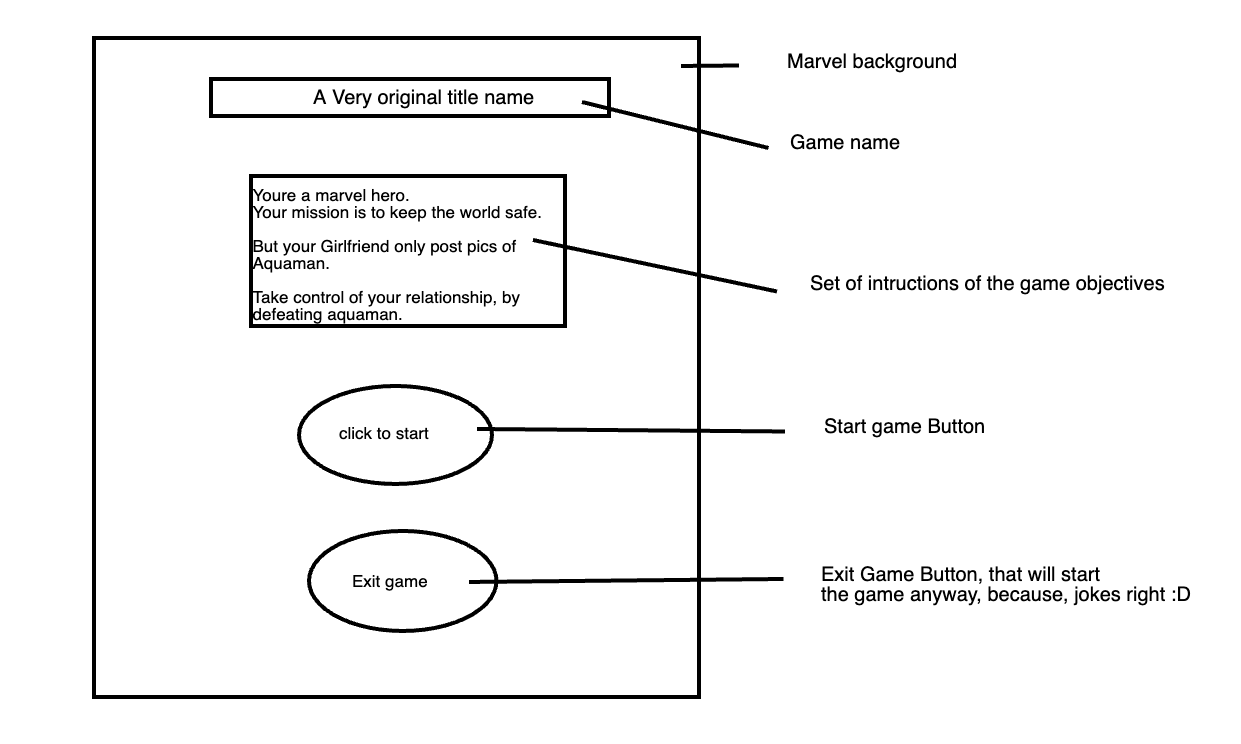 Marvel background
A Very original title name
Game name
Youre a marvel hero.
Your mission is to keep the world safe.
But your Girlfriend only post pics of
Aquaman.
Take control of your relationship, by
defeating aquaman.
Set of intructions of the game objectives
click to start
Start game Button
Exit game
Exit Game Button, that will start
the game anyway, because, jokes right :D